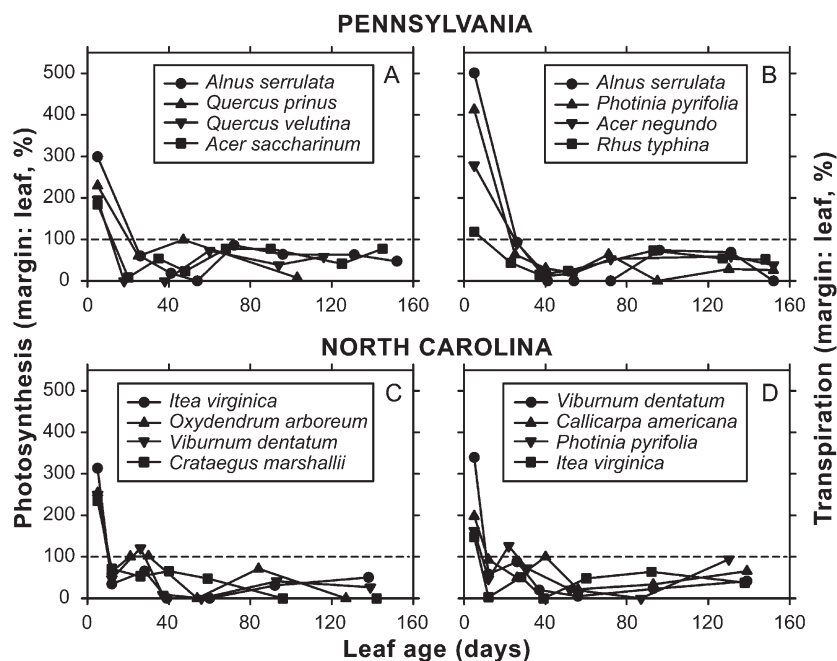 PENNSYLVANIA
A
Alnus serrulata
Quercus prinus
Quercus velutina
Acer saccharinum
500
400
300
200
100
0
0 40 80 120 160
B
Alnus serrulata
Photinia pyrifolia
Acer negundo
Rhus typhina
0 40 80 120 160
NORTH CAROLINA
C
Itea virginica
Oxydendrum arboreum
Viburnum dentatum
Crataegus marshallii
500
400
300
200
100
0
0 40 80 120 160
D
Viburnum dentatum
Callicarpa americana
Photinia pyrifolia
Itea virginica
0 40 80 120 160
Photosynthesis (margin: leaf, %)
Transpiration (margin: leaf, %)
Leaf age (days)